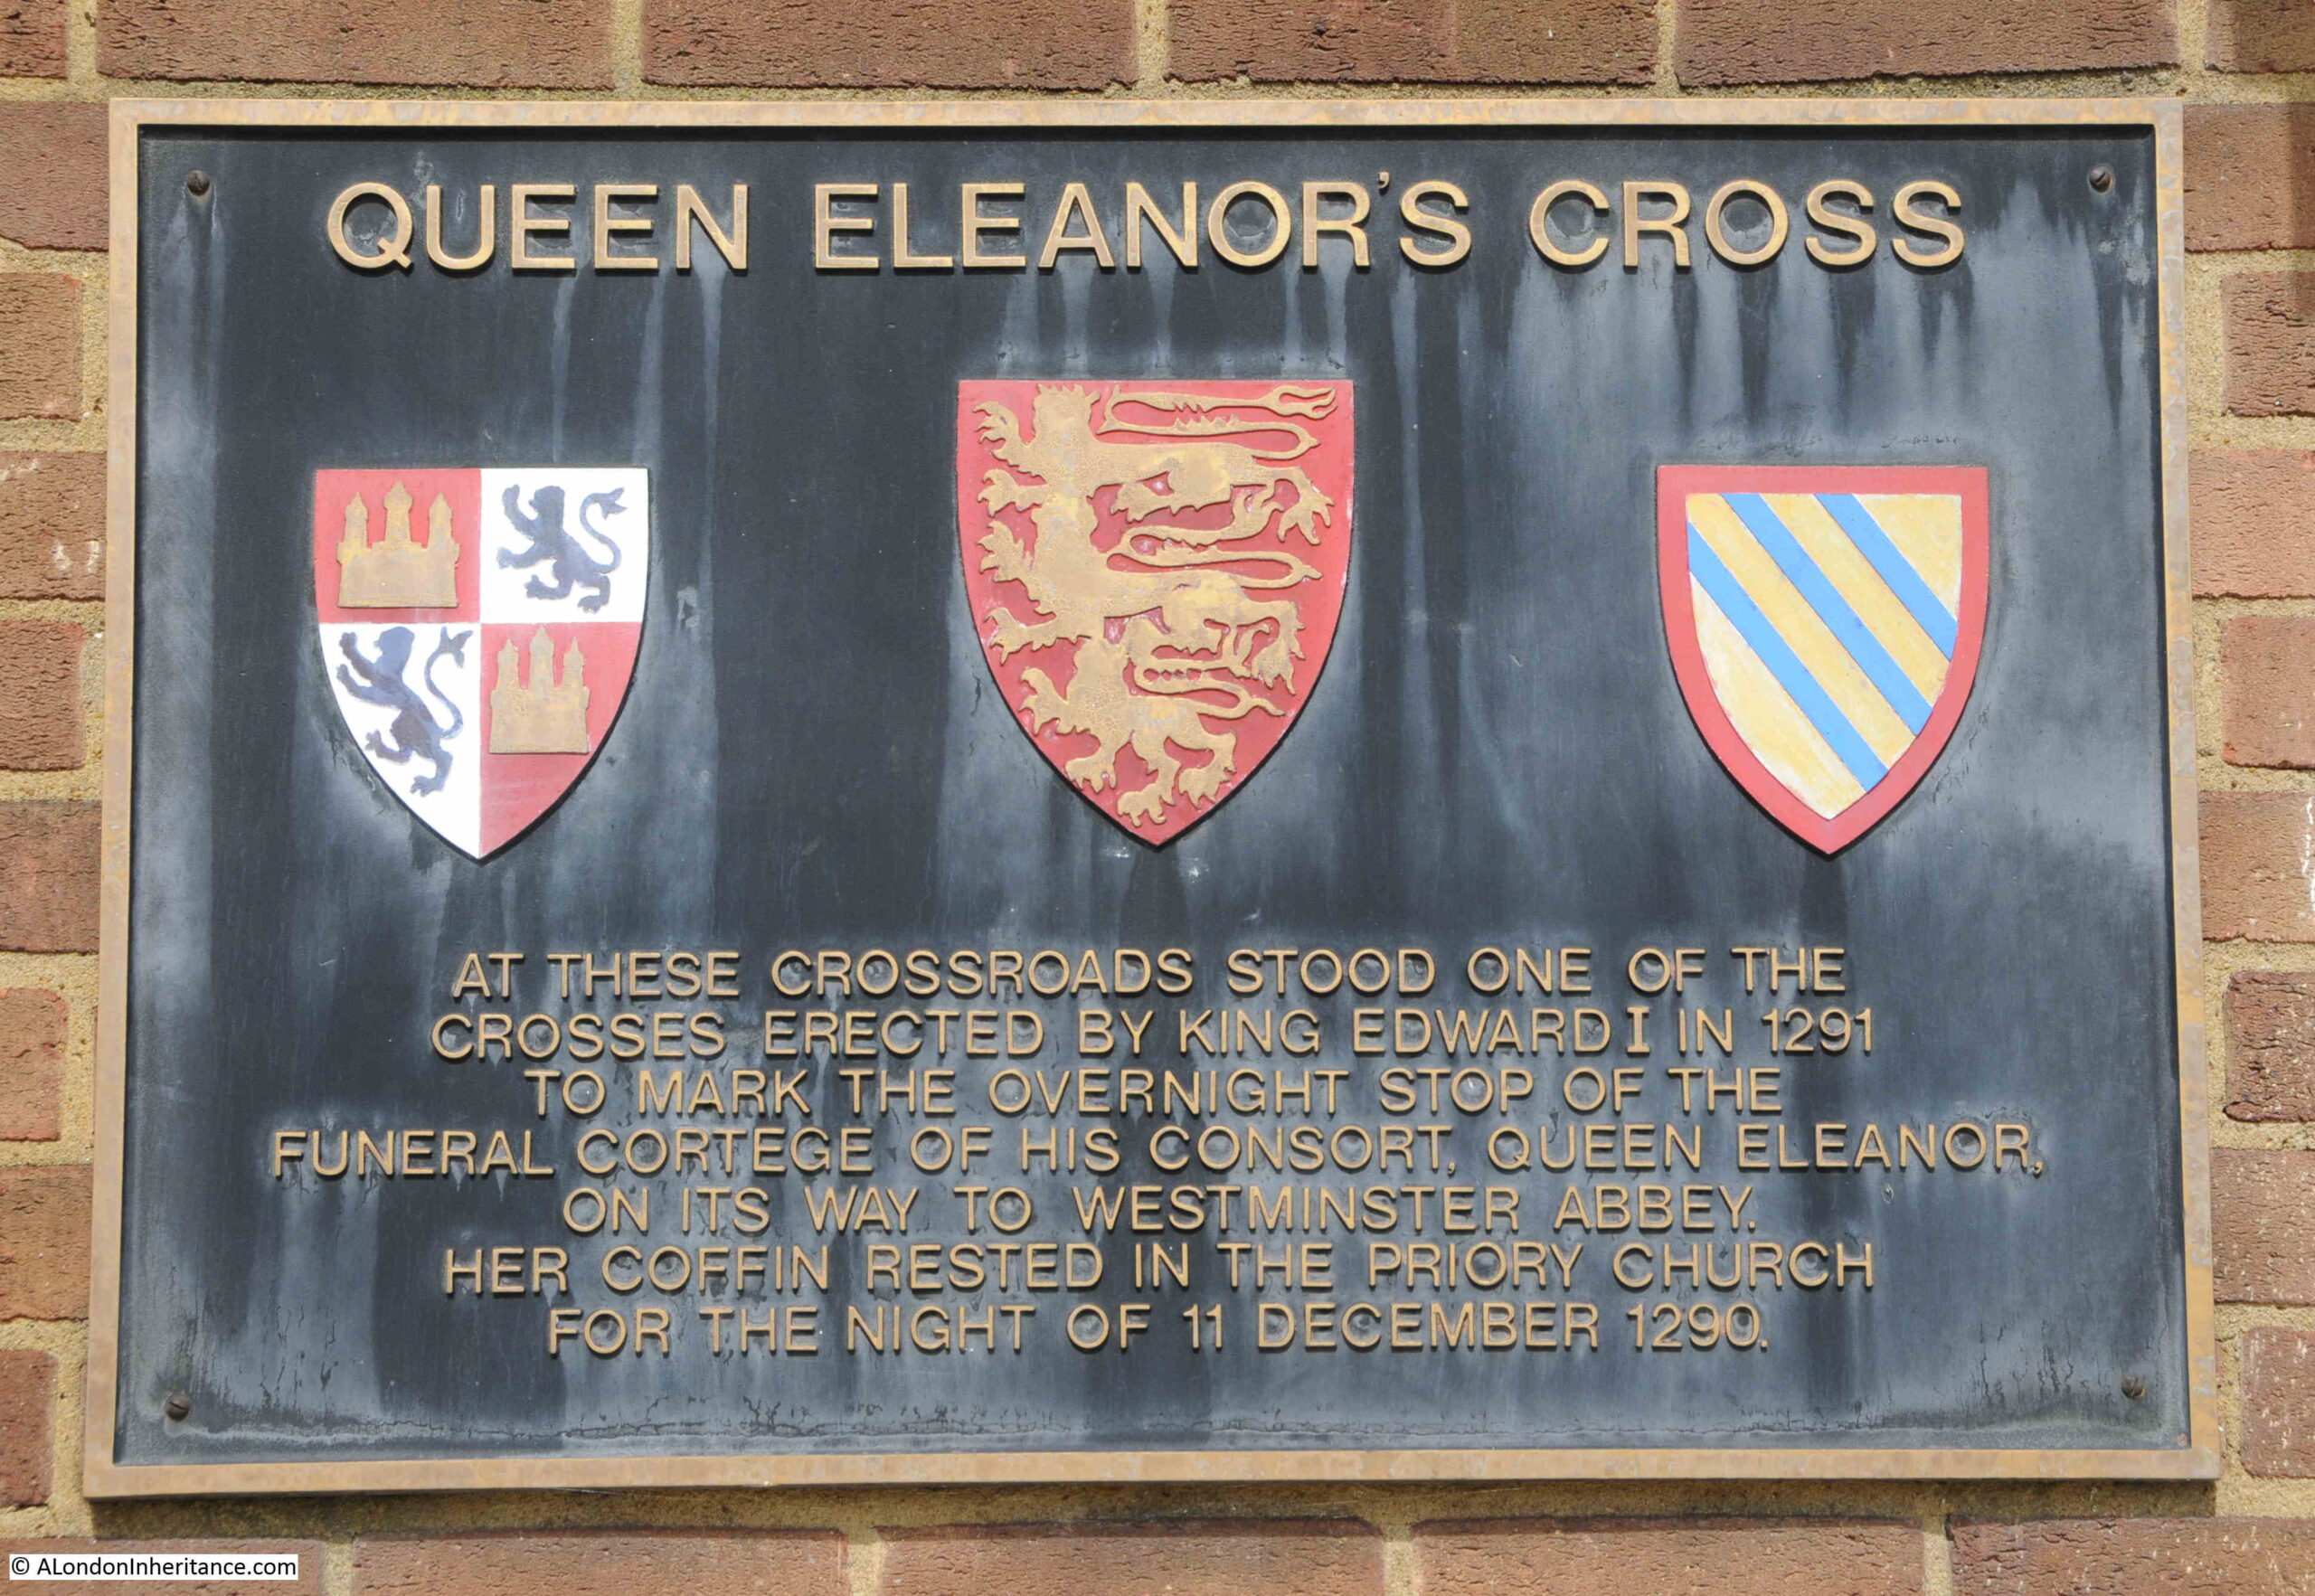 QUEEN ELEANOR'S CROSS
AT THESE CROSSROADS STOOD ONE OF THE
CROSSES ERECTED BY KING EDWARD I IN 1291
TO MARK THE OVERNIGHT STOP OF THE
FUNERAL CORTEGE OF HIS CONSORT, QUEEN ELEANOR,
ON ITS WAY TO WESTMINSTER ABBEY.
HER COFFIN RESTED IN THE PRIORY CHURCH
FOR THE NIGHT OF 11 DECEMBER 1290.
© ALondonInheritance.com